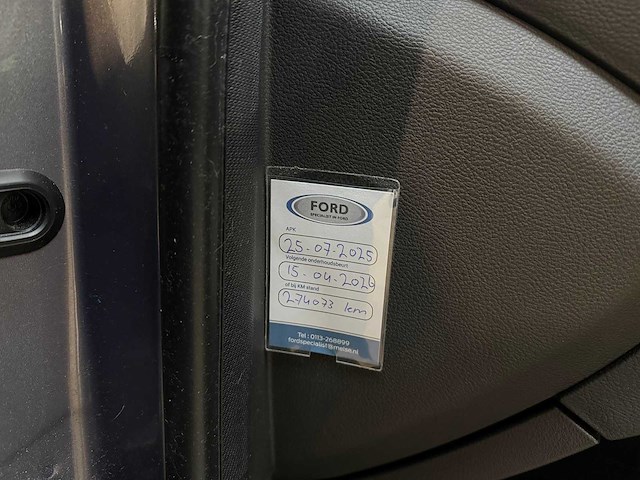 FORD
SPECIALIST IN FORD
APK
25-07-2025
Volgende onderhoudsbeurt
15-04-2026
of bij KM stand
274073 km
Tel : 0113-268899
fordspecialist@meise.nl